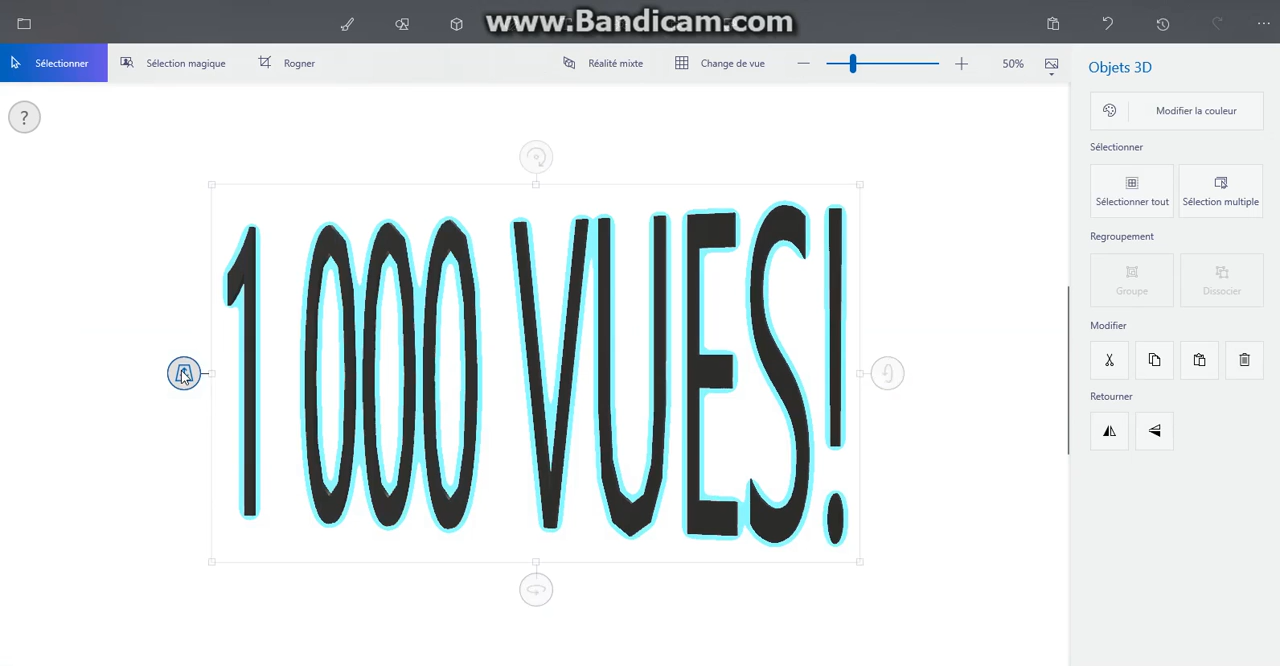 www.Bandicam.com
Sélectionner
Sélection magique
Rogner
Réalité mixte
Change de vue
50%
?
1 000 VUES!
Objets 3D
Modifier la couleur
Sélectionner
Sélectionner tout
Sélection multiple
Regroupement
Groupe
Dissocier
Modifier
Retourner